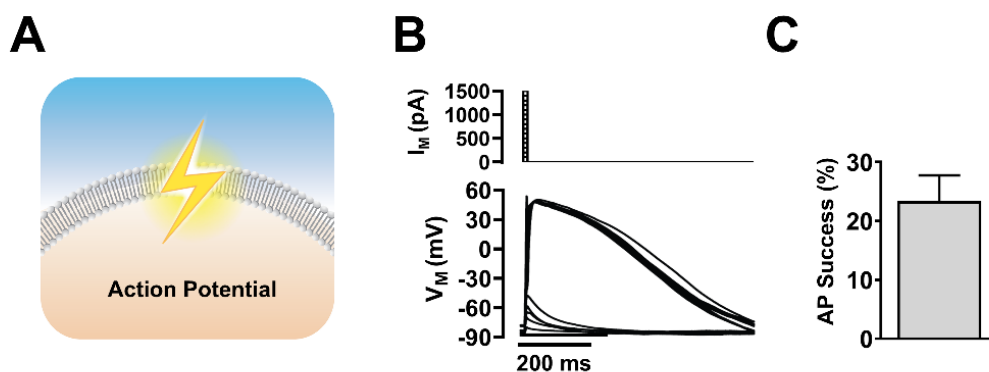 A
Action Potential
B
I_M (pA)
1500
1000
500
0
V_M (mV)
60
30
0
-30
-60
-90
200 ms
C
AP Success (%)
30
20
10
0